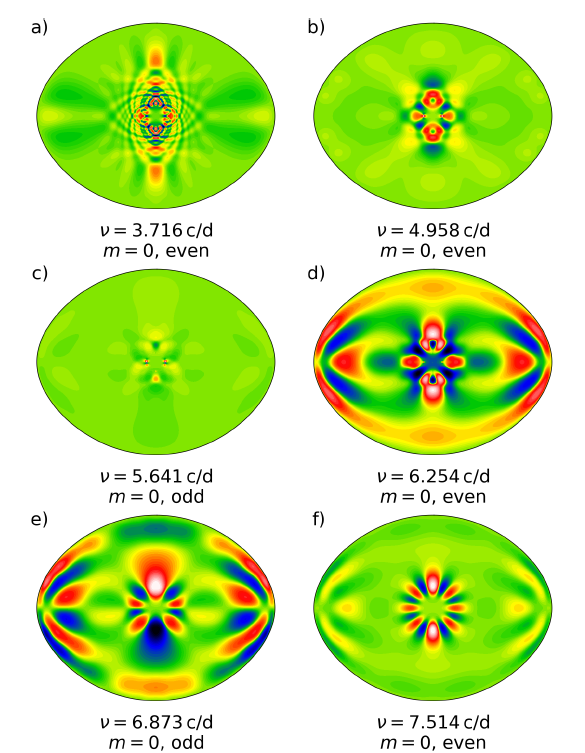 a)
b)
ν = 3.716 c/d
m = 0, even
ν = 4.958 c/d
m = 0, even
c)
d)
ν = 5.641 c/d
m = 0, odd
ν = 6.254 c/d
m = 0, even
e)
f)
ν = 6.873 c/d
m = 0, odd
ν = 7.514 c/d
m = 0, even